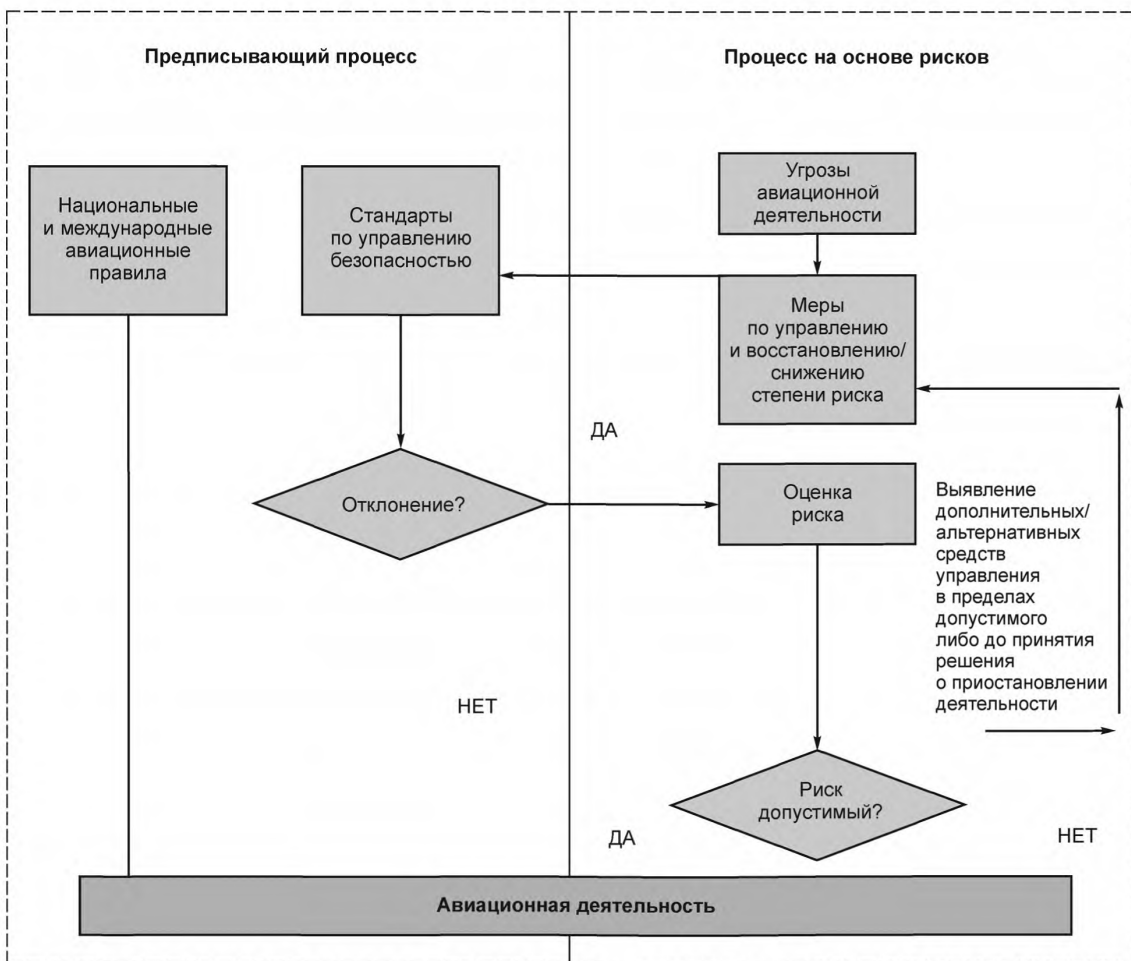 Предписывающий процесс
Процесс на основе рисков
Национальные
и международные
авиационные
правила
Стандарты
по управлению
безопасностью
Угрозы
авиационной
деятельности
Меры
по управлению
и восстановлению/
снижению
степени риска
ДА
Отклонение?
Оценка
риска
Выявление
дополнительных/
альтернативных
средств
управления
в пределах
допустимого
либо до принятия
решения
о приостановлении
деятельности
НЕТ
Риск
допустимый?
ДА
НЕТ
Авиационная деятельность